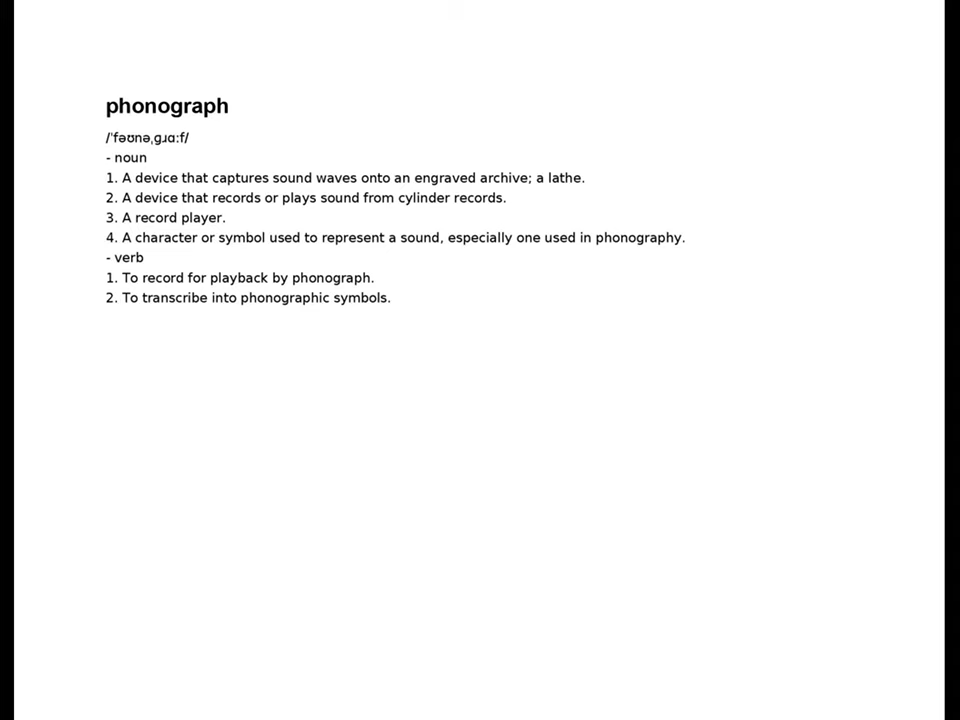 phonograph
/ˈfəʊnəˌɡɹɑːf/
- noun
1. A device that captures sound waves onto an engraved archive; a lathe.
2. A device that records or plays sound from cylinder records.
3. A record player.
4. A character or symbol used to represent a sound, especially one used in phonography.
- verb
1. To record for playback by phonograph.
2. To transcribe into phonographic symbols.